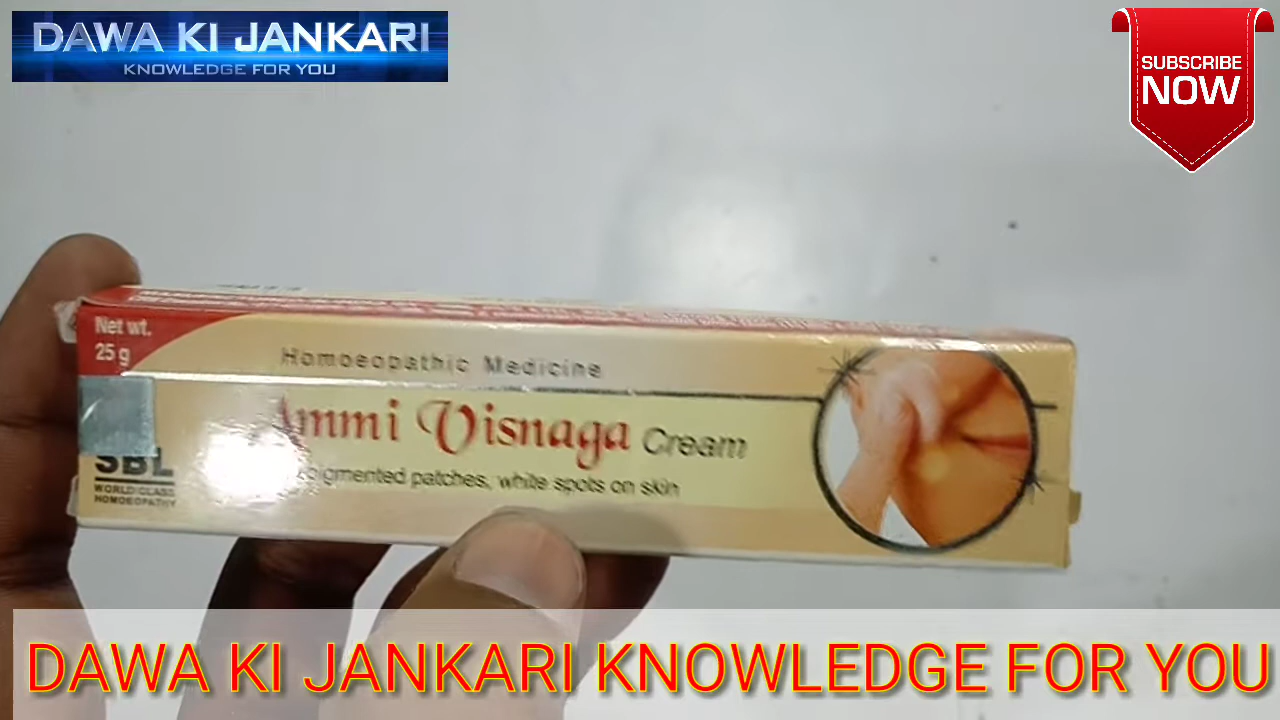 DAWA KI JANKARI
KNOWLEDGE FOR YOU
SUBSCRIBE
NOW
Net wt.
25 g
Homoeopathic Medicine
Ammi Visnaga Cream
patches, white spots on skin
SBL
WORLD CLASS
HOMOEOPATHY
DAWA KI JANKARI KNOWLEDGE FOR YOU